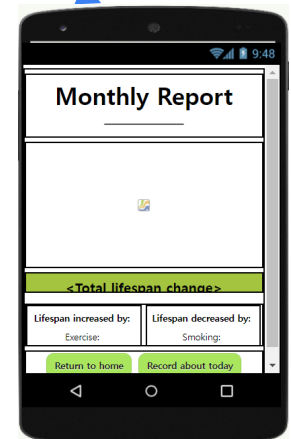 9:48
Monthly Report
<Total lifespan change>
Lifespan increased by: Lifespan decreased by:
Exercise: Smoking:
Return to home Record about today